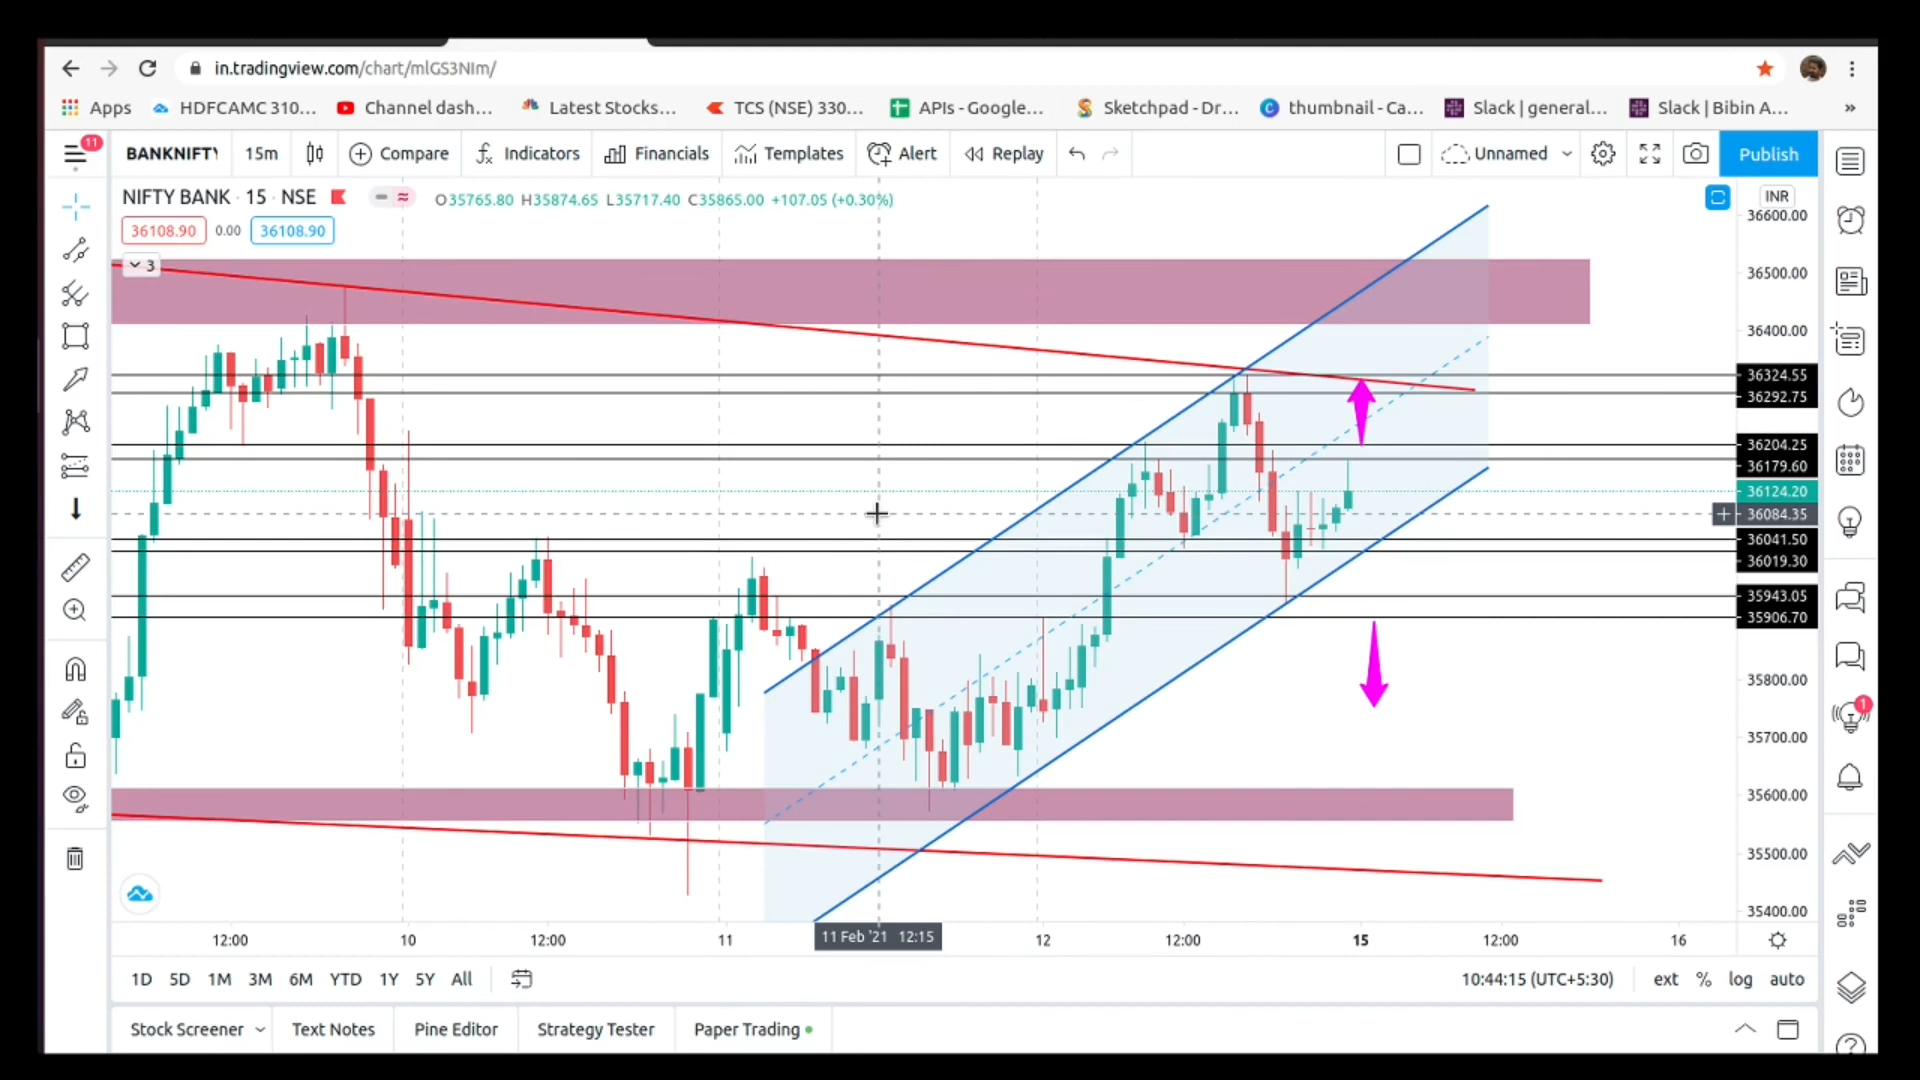 in.tradingview.com/chart/mlGS3NIm/
Apps HDFCAMC 310... Channel dash... Latest Stocks... TCS (NSE) 330... APIs - Google... Sketchpad - Dr... thumbnail - Ca... Slack | general... Slack | Bibin A... »
11 BANKNIFTY 15m Compare Indicators Financials Templates Alert Replay Unnamed Publish
NIFTY BANK · 15 · NSE O35765.80 H35874.65 L35717.40 C35865.00 +107.05 (+0.30%) INR
36108.90 0.00 36108.90
3
36600.00
36500.00
36400.00
36324.55
36292.75
36204.25
36179.60
36124.20
36084.35
36041.50
36019.30
35943.05
35906.70
35800.00
1
35700.00
35600.00
35500.00
35400.00
12:00 10 12:00 11 11 Feb '21 12:15 12 12:00 15 12:00 16
1D 5D 1M 3M 6M YTD 1Y 5Y All 10:44:15 (UTC+5:30) ext % log auto
Stock Screener Text Notes Pine Editor Strategy Tester Paper Trading